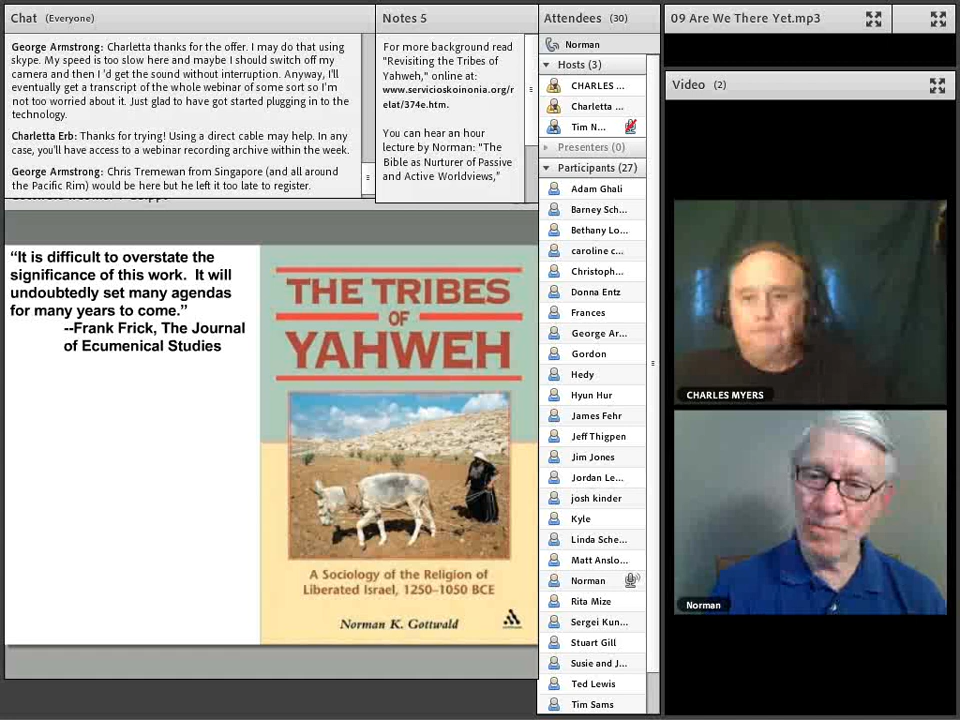 Chat (Everyone)
George Armstrong: Charletta thanks for the offer. I may do that using
skype. My speed is too slow here and maybe I should switch off my
camera and then I 'd get the sound without interruption. Anyway, I'll
eventually get a transcript of the whole webinar of some sort so I'm
not too worried about it. Just glad to have got started plugging in to the
technology.
Charletta Erb: Thanks for trying! Using a direct cable may help. In any
case, you'll have access to a webinar recording archive within the week.
George Armstrong: Chris Tremewan from Singapore (and all around
the Pacific Rim) would be here but he left it too late to register.
Notes 5
For more background read
"Revisiting the Tribes of
Yahweh," online at:
www.servicioskoinonia.org/r
elat/374e.htm.
You can hear an hour
lecture by Norman: "The
Bible as Nurturer of Passive
and Active Worldviews,"
“It is difficult to overstate the
significance of this work. It will
undoubtedly set many agendas
for many years to come.”
--Frank Frick, The Journal
of Ecumenical Studies
THE TRIBES
OF
YAHWEH
A Sociology of the Religion of
Liberated Israel, 1250–1050 BCE
Norman K. Gottwald
Attendees (30)
Norman
Hosts (3)
CHARLES ...
Charletta ...
Tim N...
Presenters (0)
Participants (27)
Adam Ghali
Barney Sch...
Bethany Lo...
caroline c...
Christoph...
Donna Entz
Frances
George Ar...
Gordon
Hedy
Hyun Hur
James Fehr
Jeff Thigpen
Jim Jones
Jordan Le...
josh kinder
Kyle
Linda Sche...
Matt Anslo...
Norman
Rita Mize
Sergei Kun...
Stuart Gill
Susie and J...
Ted Lewis
Tim Sams
09 Are We There Yet.mp3
Video (2)
CHARLES MYERS
Norman